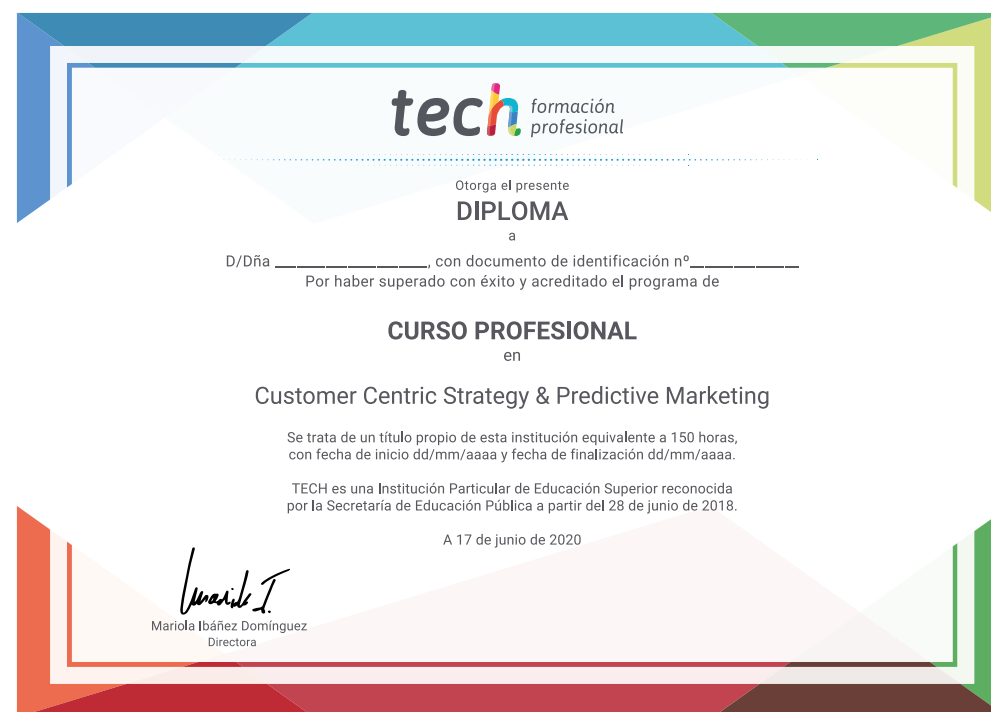 tech formación
profesional
Otorga el presente
DIPLOMA
a
D/Dña ____________, con documento de identificación nº_________
Por haber superado con éxito y acreditado el programa de
CURSO PROFESIONAL
en
Customer Centric Strategy & Predictive Marketing
Se trata de un título propio de esta institución equivalente a 150 horas,
con fecha de inicio dd/mm/aaaa y fecha de finalización dd/mm/aaaa.
TECH es una Institución Particular de Educación Superior reconocida
por la Secretaría de Educación Pública a partir del 28 de junio de 2018.
A 17 de junio de 2020
Mariola Ibáñez Domínguez
Directora